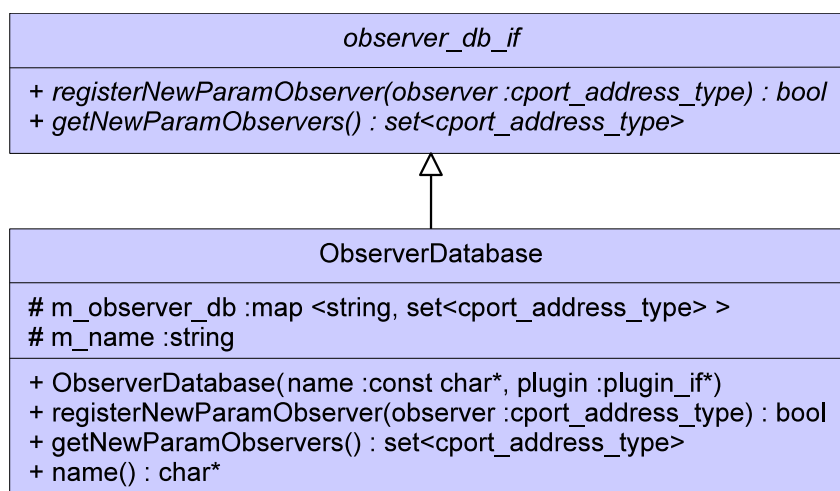 observer_db_if
+ registerNewParamObserver(observer :cport_address_type) : bool
+ getNewParamObservers() : set<cport_address_type>
ObserverDatabase
# m_observer_db :map <string, set<cport_address_type> >
# m_name :string
+ ObserverDatabase(name :const char*, plugin :plugin_if*)
+ registerNewParamObserver(observer :cport_address_type) : bool
+ getNewParamObservers() : set<cport_address_type>
+ name() : char*